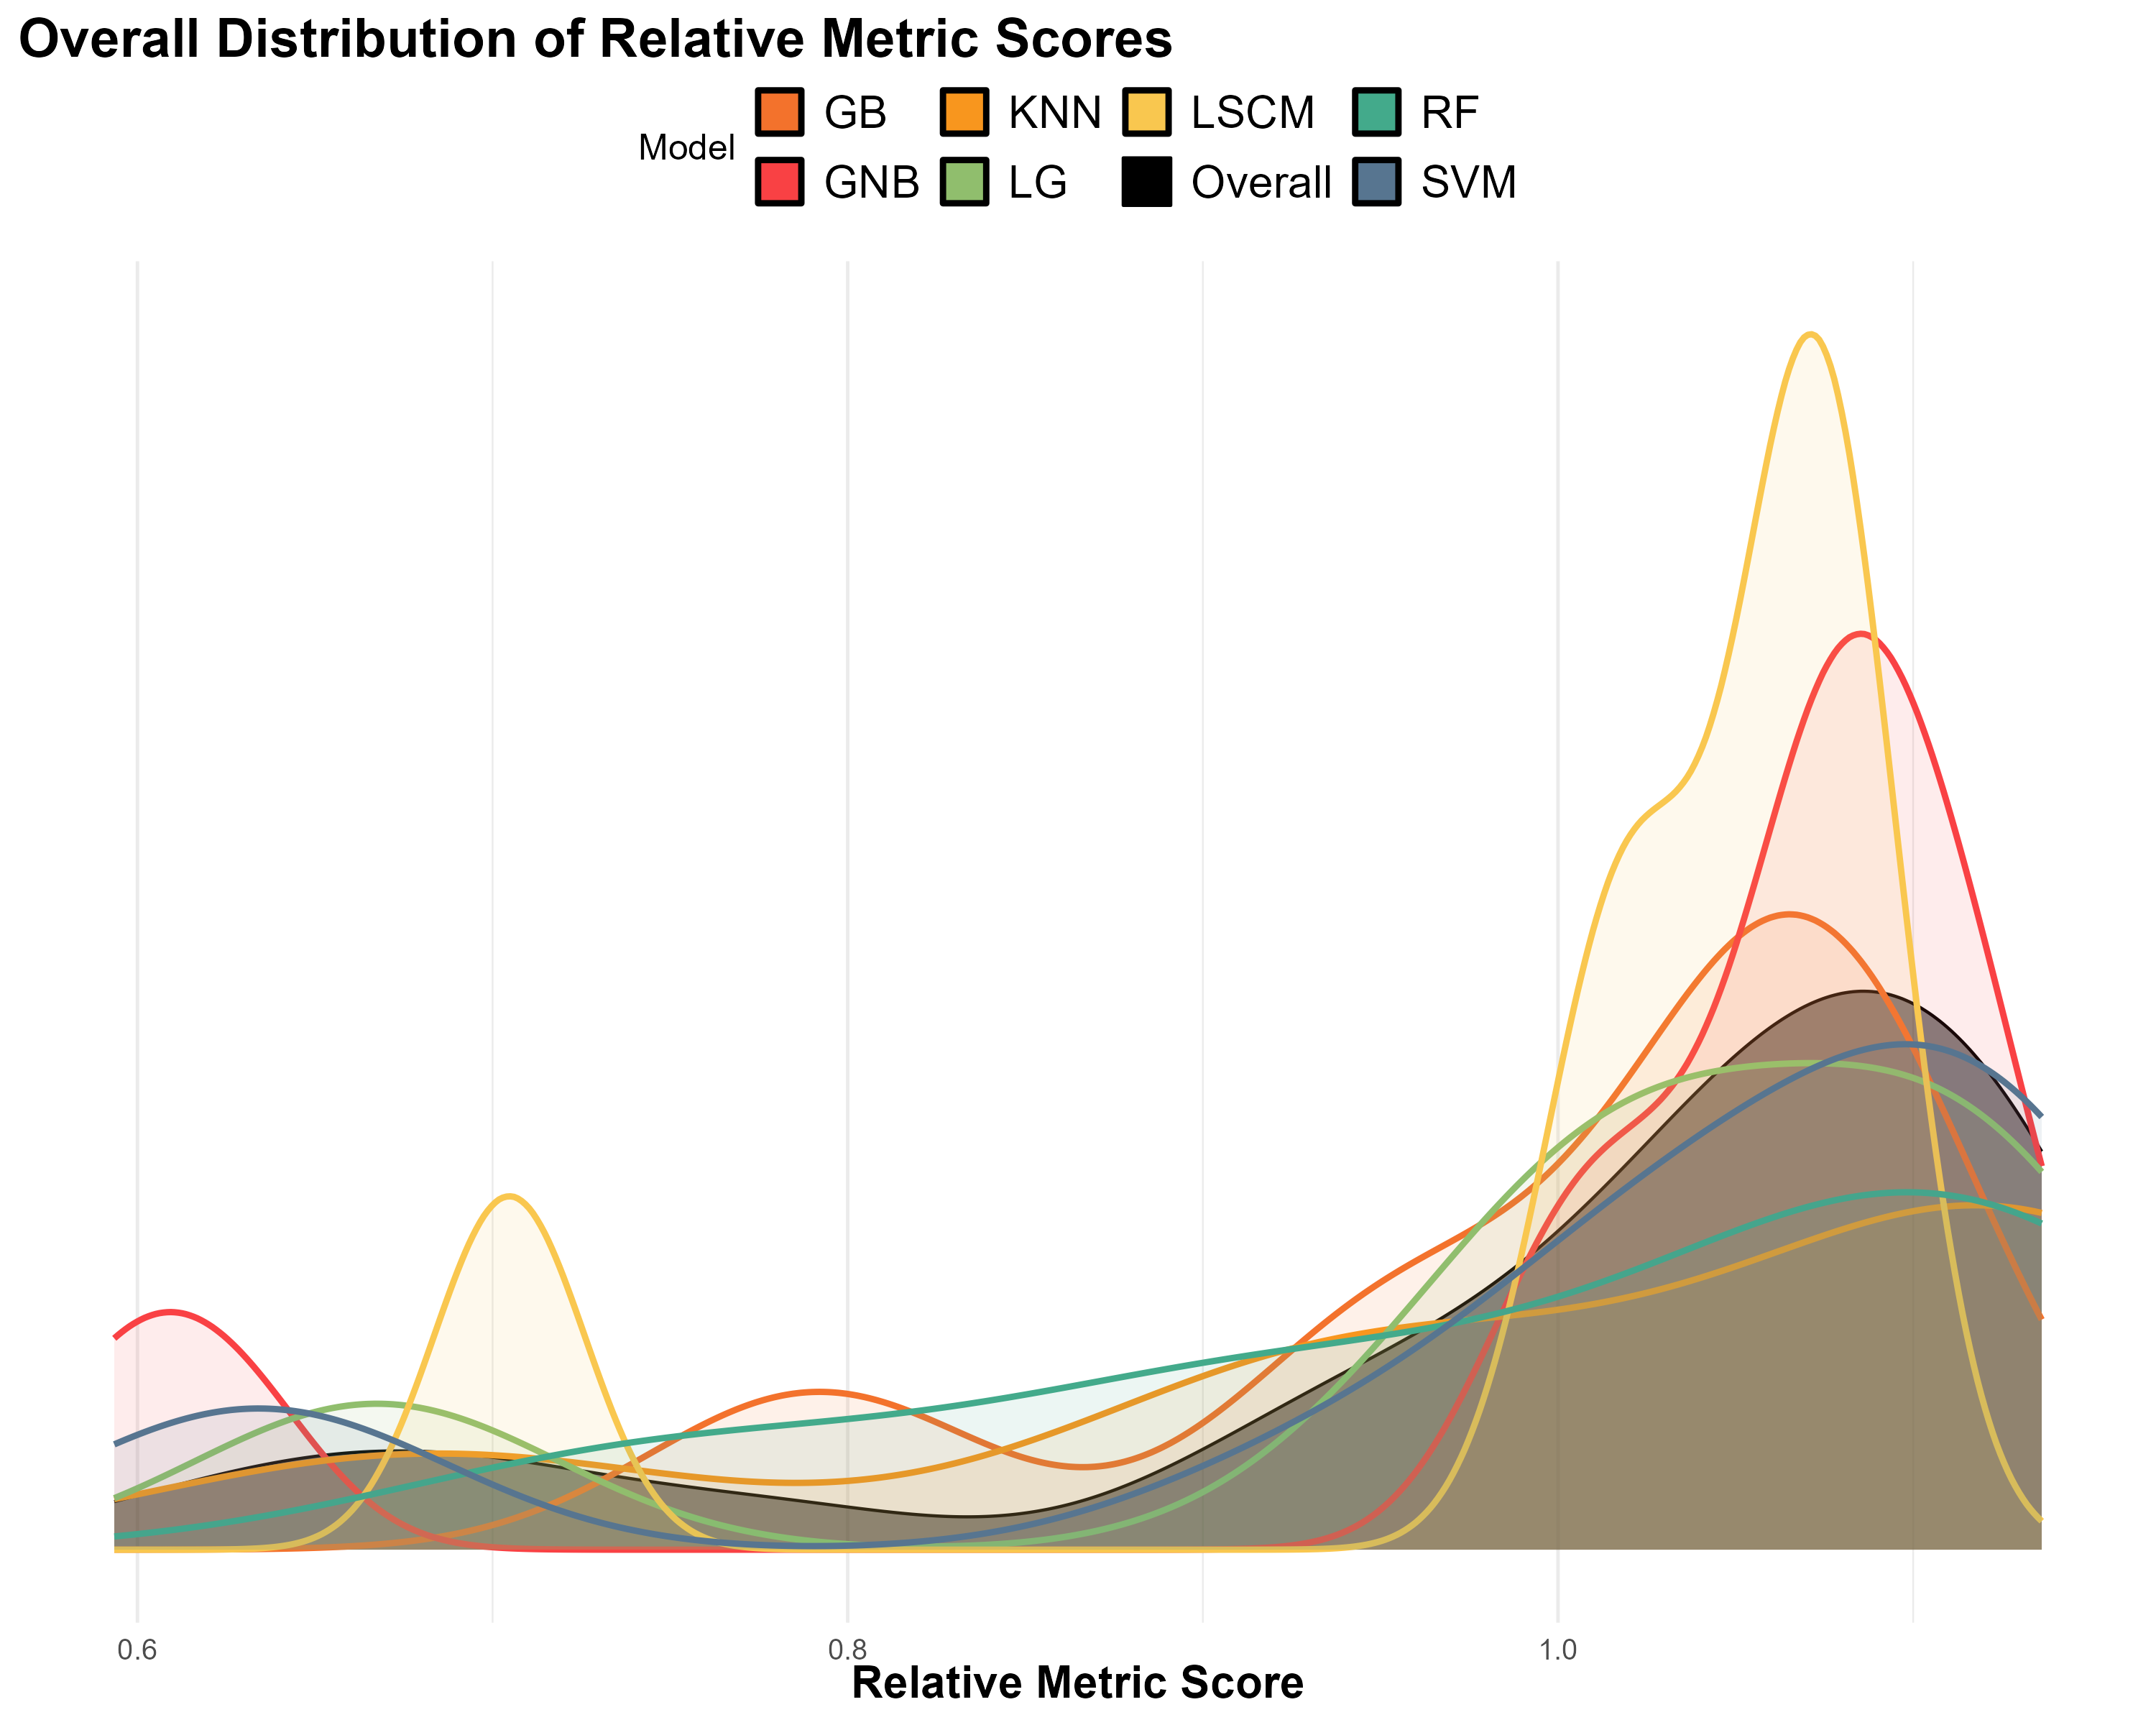 Overall Distribution of Relative Metric Scores
Model
GB KNN LSCM RF
GNB LG Overall SVM
0.6 0.8 1.0
Relative Metric Score